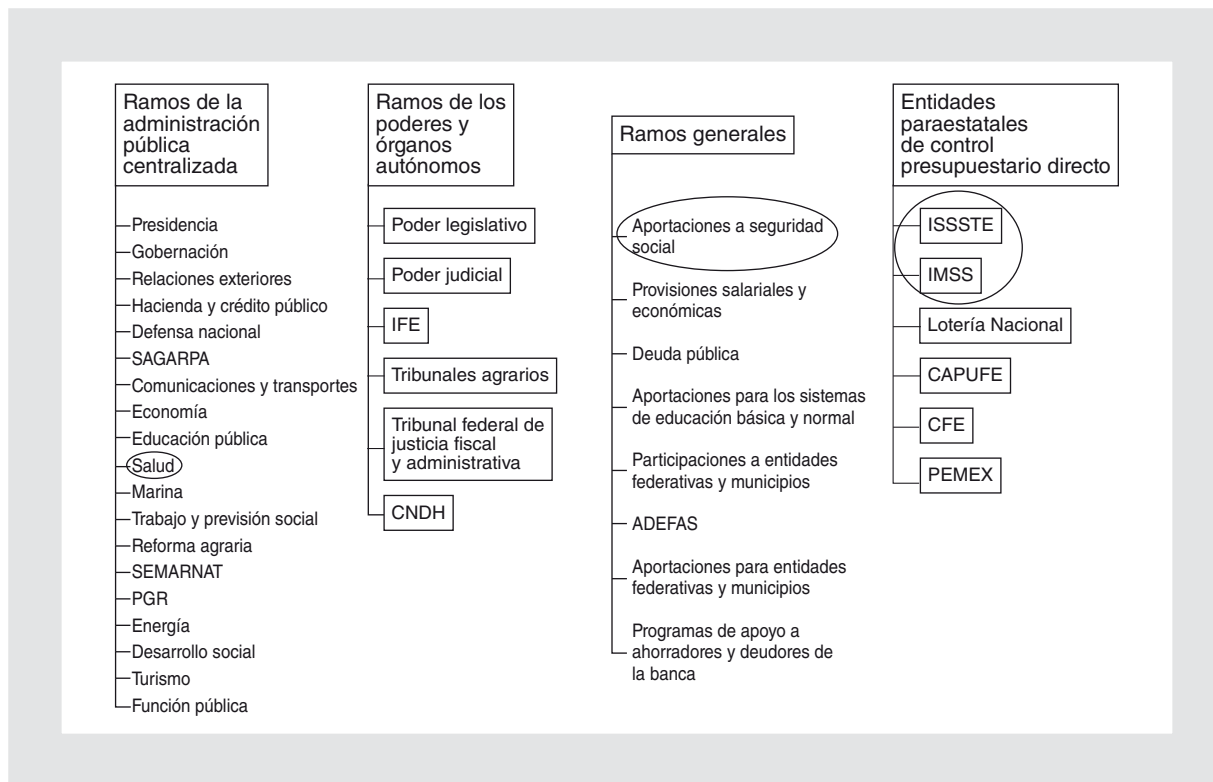 Ramos de la
administración
pública
centralizada
Presidencia
Gobernación
Relaciones exteriores
Hacienda y crédito público
Defensa nacional
SAGARPA
Comunicaciones y transportes
Economía
Educación pública
Salud
Marina
Trabajo y previsión social
Reforma agraria
SEMARNAT
PGR
Energía
Desarrollo social
Turismo
Función pública
Ramos de los
poderes y
órganos
autónomos
Poder legislativo
Poder judicial
IFE
Tribunales agrarios
Tribunal federal de
justicia fiscal
y administrativa
CNDH
Ramos generales
Aportaciones a seguridad
social
Provisiones salariales y
económicas
Deuda pública
Aportaciones para los sistemas
de educación básica y normal
Participaciones a entidades
federativas y municipios
ADEFAS
Aportaciones para entidades
federativas y municipios
Programas de apoyo a
ahorradores y deudores de
la banca
Entidades
paraestatales
de control
presupuestario directo
ISSSTE
IMSS
Lotería Nacional
CAPUFE
CFE
PEMEX